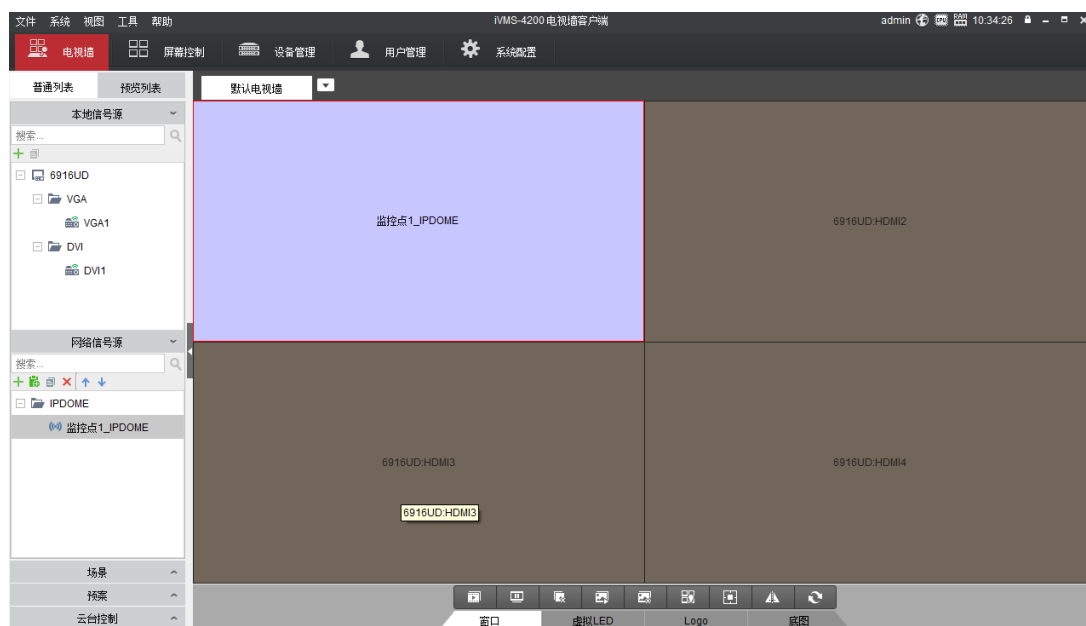 文件 系统 视图 工具 帮助 iVMS-4200 电视墙客户端 admin CPU RAM 10:34:26
电视墙 屏幕控制 设备管理 用户管理 系统配置
普通列表 预览列表 默认电视墙
本地信号源
搜索...
6916UD
VGA
VGA1
DVI
DVI1
监控点1_IPDOME 6916UD:HDMI2
网络信号源
搜索...
IPDOME
监控点1_IPDOME
6916UD:HDMI3 6916UD:HDMI4
6916UD:HDMI3
场景
预案
云台控制
窗口 虚拟LED Logo 底图